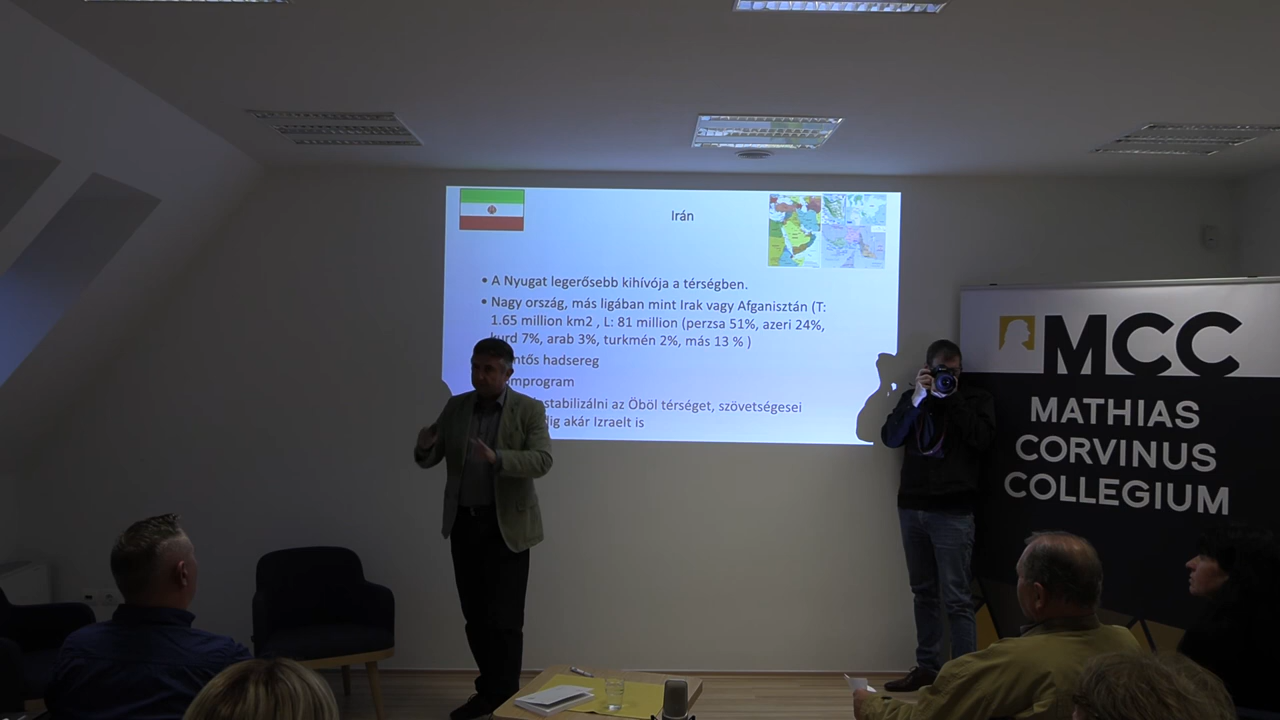 Irán
• A Nyugat legerősebb kihívója a térségben.
• Nagy ország, más ligában mint Irak vagy Afganisztán (T:
1.65 million km2 , L: 81 million (perzsa 51%, azeri 24%,
kurd 7%, arab 3%, turkmén 2%, más 13 % )
hadsereg
az Öböl térséget, szövetségesei
akár Izraelt is
MCC
MATHIAS
CORVINUS
COLLEGIUM